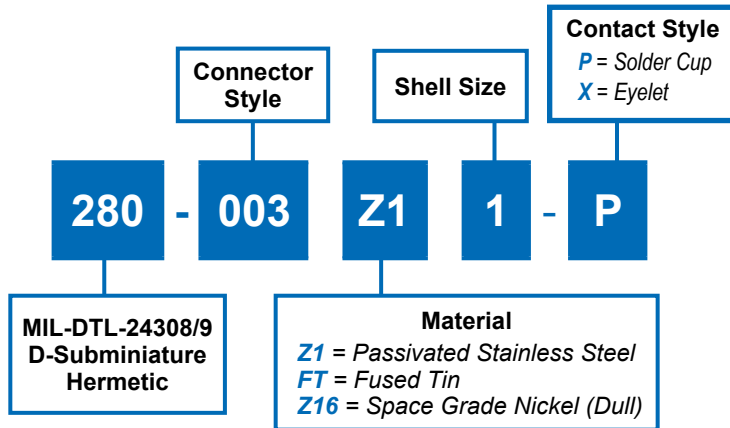 Contact Style
P = Solder Cup
X = Eyelet
Connector
Style
Shell Size
280 - 003 Z1 1 - P
MIL-DTL-24308/9
D-Subminiature
Hermetic
Material
Z1 = Passivated Stainless Steel
FT = Fused Tin
Z16 = Space Grade Nickel (Dull)